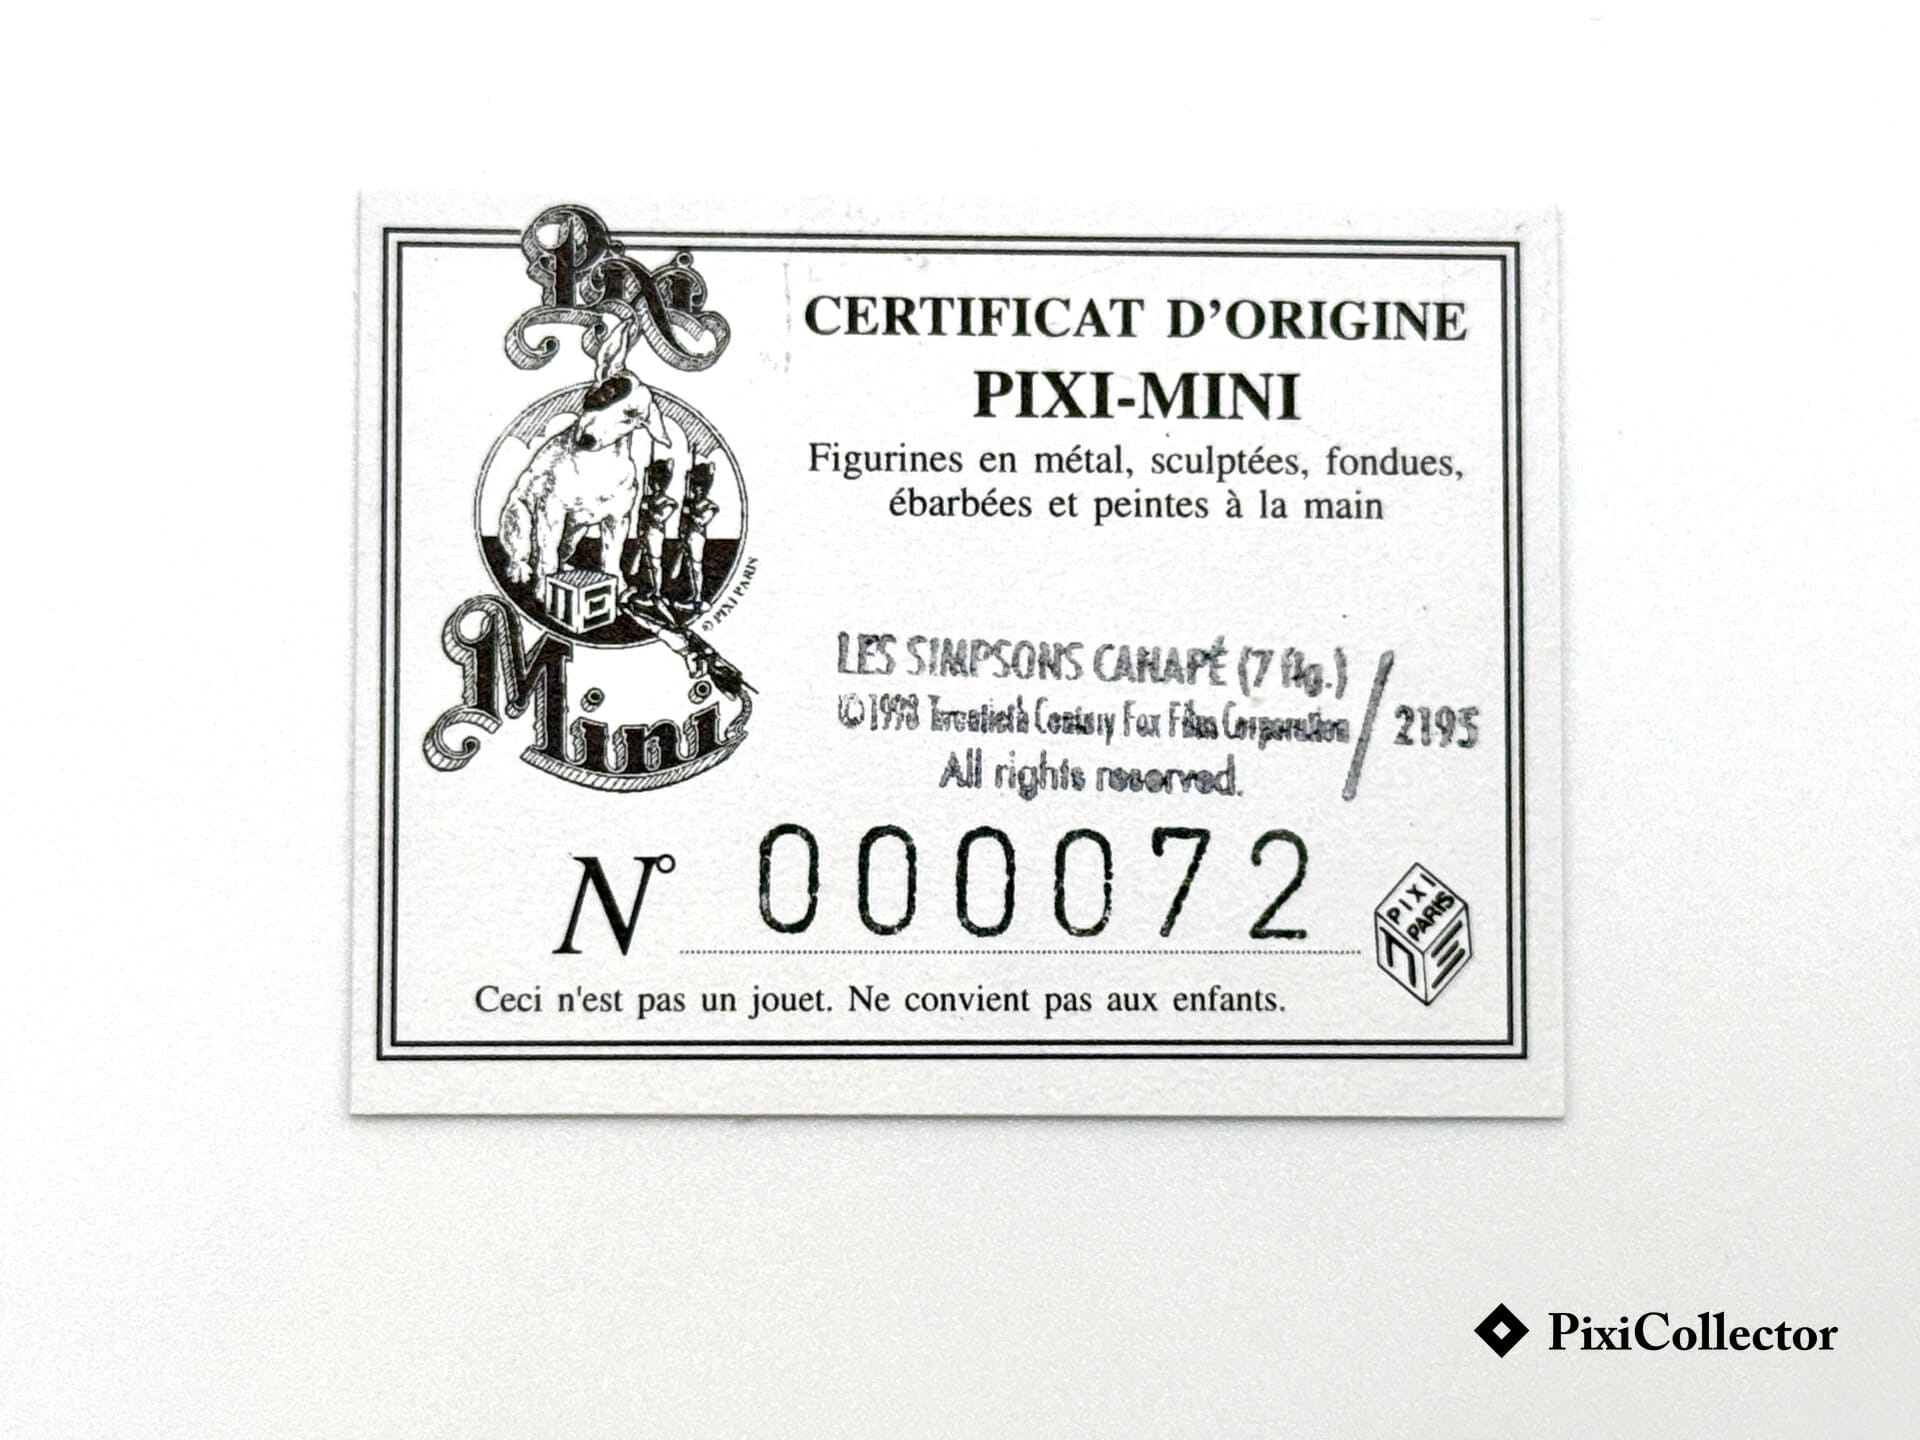 Pixi
Mini
© PIXI PARIS
CERTIFICAT D'ORIGINE
PIXI-MINI
Figurines en métal, sculptées, fondues,
ébarbées et peintes à la main
LES SIMPSONS CANAPÉ (7 fig.)
©1998 Twentieth Century Fox Film Corporation / 2195
All rights reserved.
N° 000072
PIXI
PARIS
Ceci n'est pas un jouet. Ne convient pas aux enfants.
PixiCollector